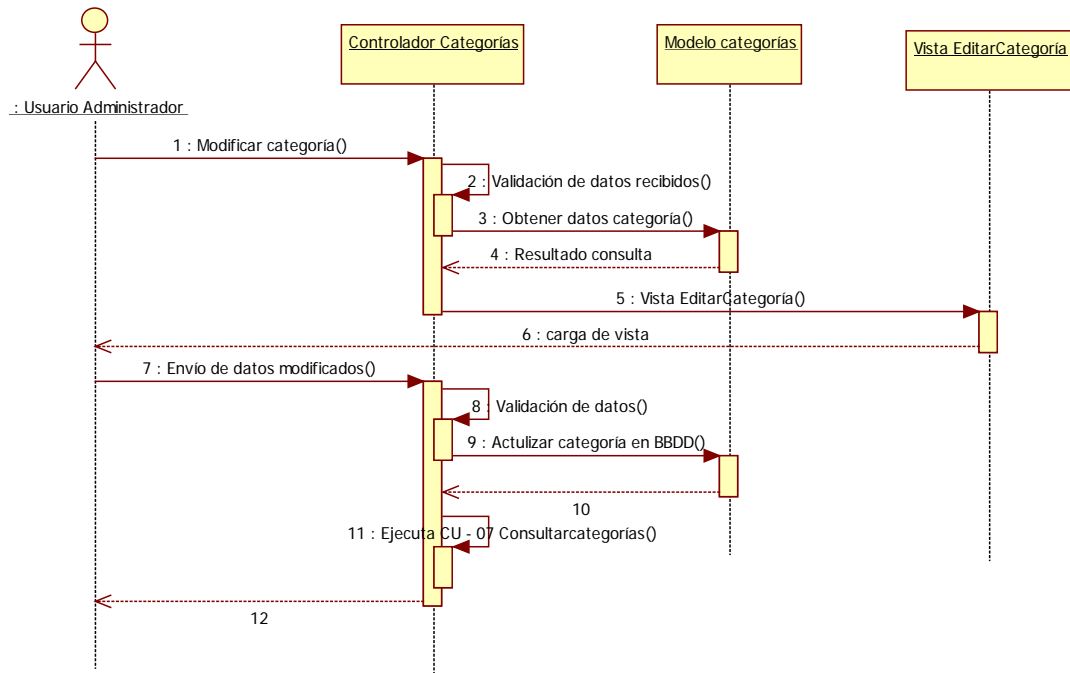 Controlador Categorías
Modelo categorías
Vista EditarCategoría
: Usuario Administrador
1 : Modificar categoría()
2 : Validación de datos recibidos()
3 : Obtener datos categoría()
4 : Resultado consulta
5 : Vista EditarCategoría()
6 : carga de vista
7 : Envío de datos modificados()
8 : Validación de datos()
9 : Actulizar categoría en BBDD()
10
11 : Ejecuta CU - 07 Consultarcategorías()
12